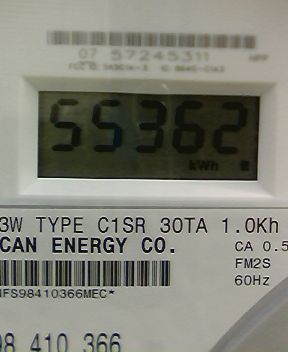 07 57245311
55362
kWh
3W TYPE C1SR 30TA 1.0Kh
CAN ENERGY CO.
CA 0.5
FM2S
60Hz
NFS98410366MEC*
98 410 366